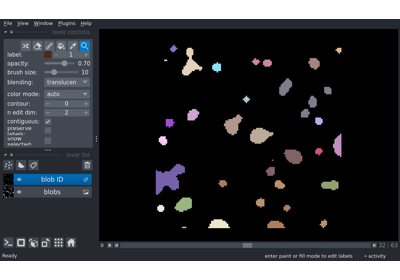 File View Window Plugins Help
layer controls
label: 1
opacity: 0.70
brush size: 10
blending: translucen
color mode: auto
contour: 0
n edit dim: 2
contiguous:
preserve labels:
show selected:
layer list
blob ID
blobs
0 32 63
enter paint or fill mode to edit labels activity
Ready